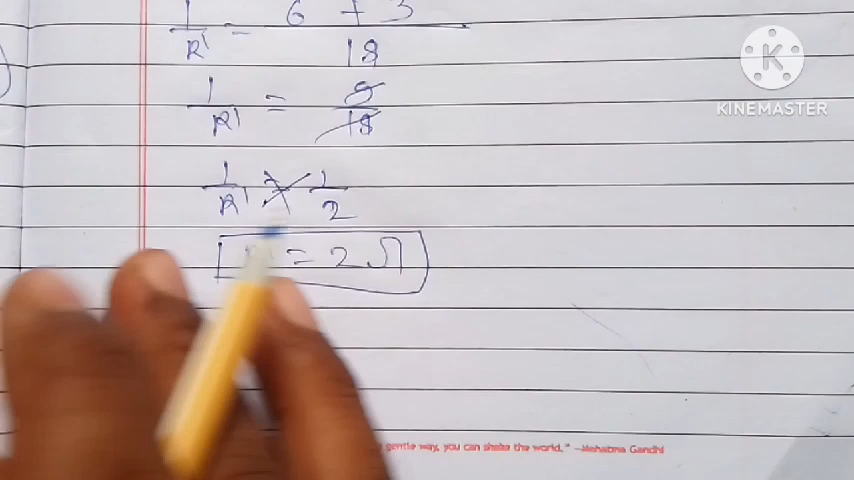 1/R' = 6 + 3 / 18
1/R' = 9/18
1/R' = 1/2
= 2 Ω
KINEMASTER
gentle way, you can shake the world." –Mahatma Gandhi